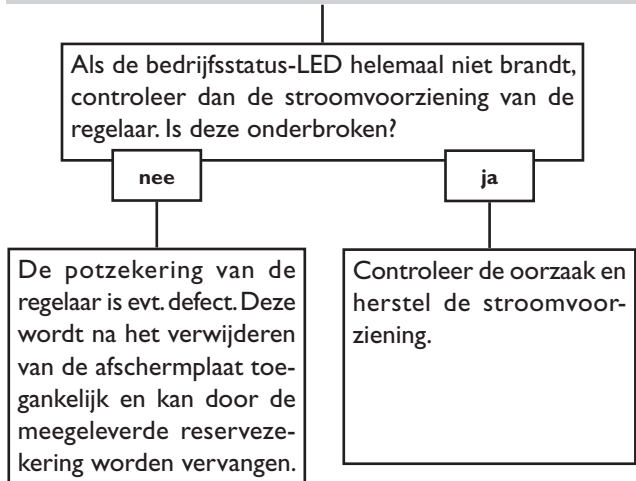 Als de bedrijfsstatus-LED helemaal niet brandt,
controleer dan de stroomvoorziening van de
regelaar. Is deze onderbroken?
nee
ja
De potzekering van de
regelaar is evt. defect. Deze
wordt na het verwijderen
van de afschermplaat toe-
gankelijk en kan door de
meegeleverde reserveze-
kering worden vervangen.
Controleer de oorzaak en
herstel de stroomvoor-
ziening.